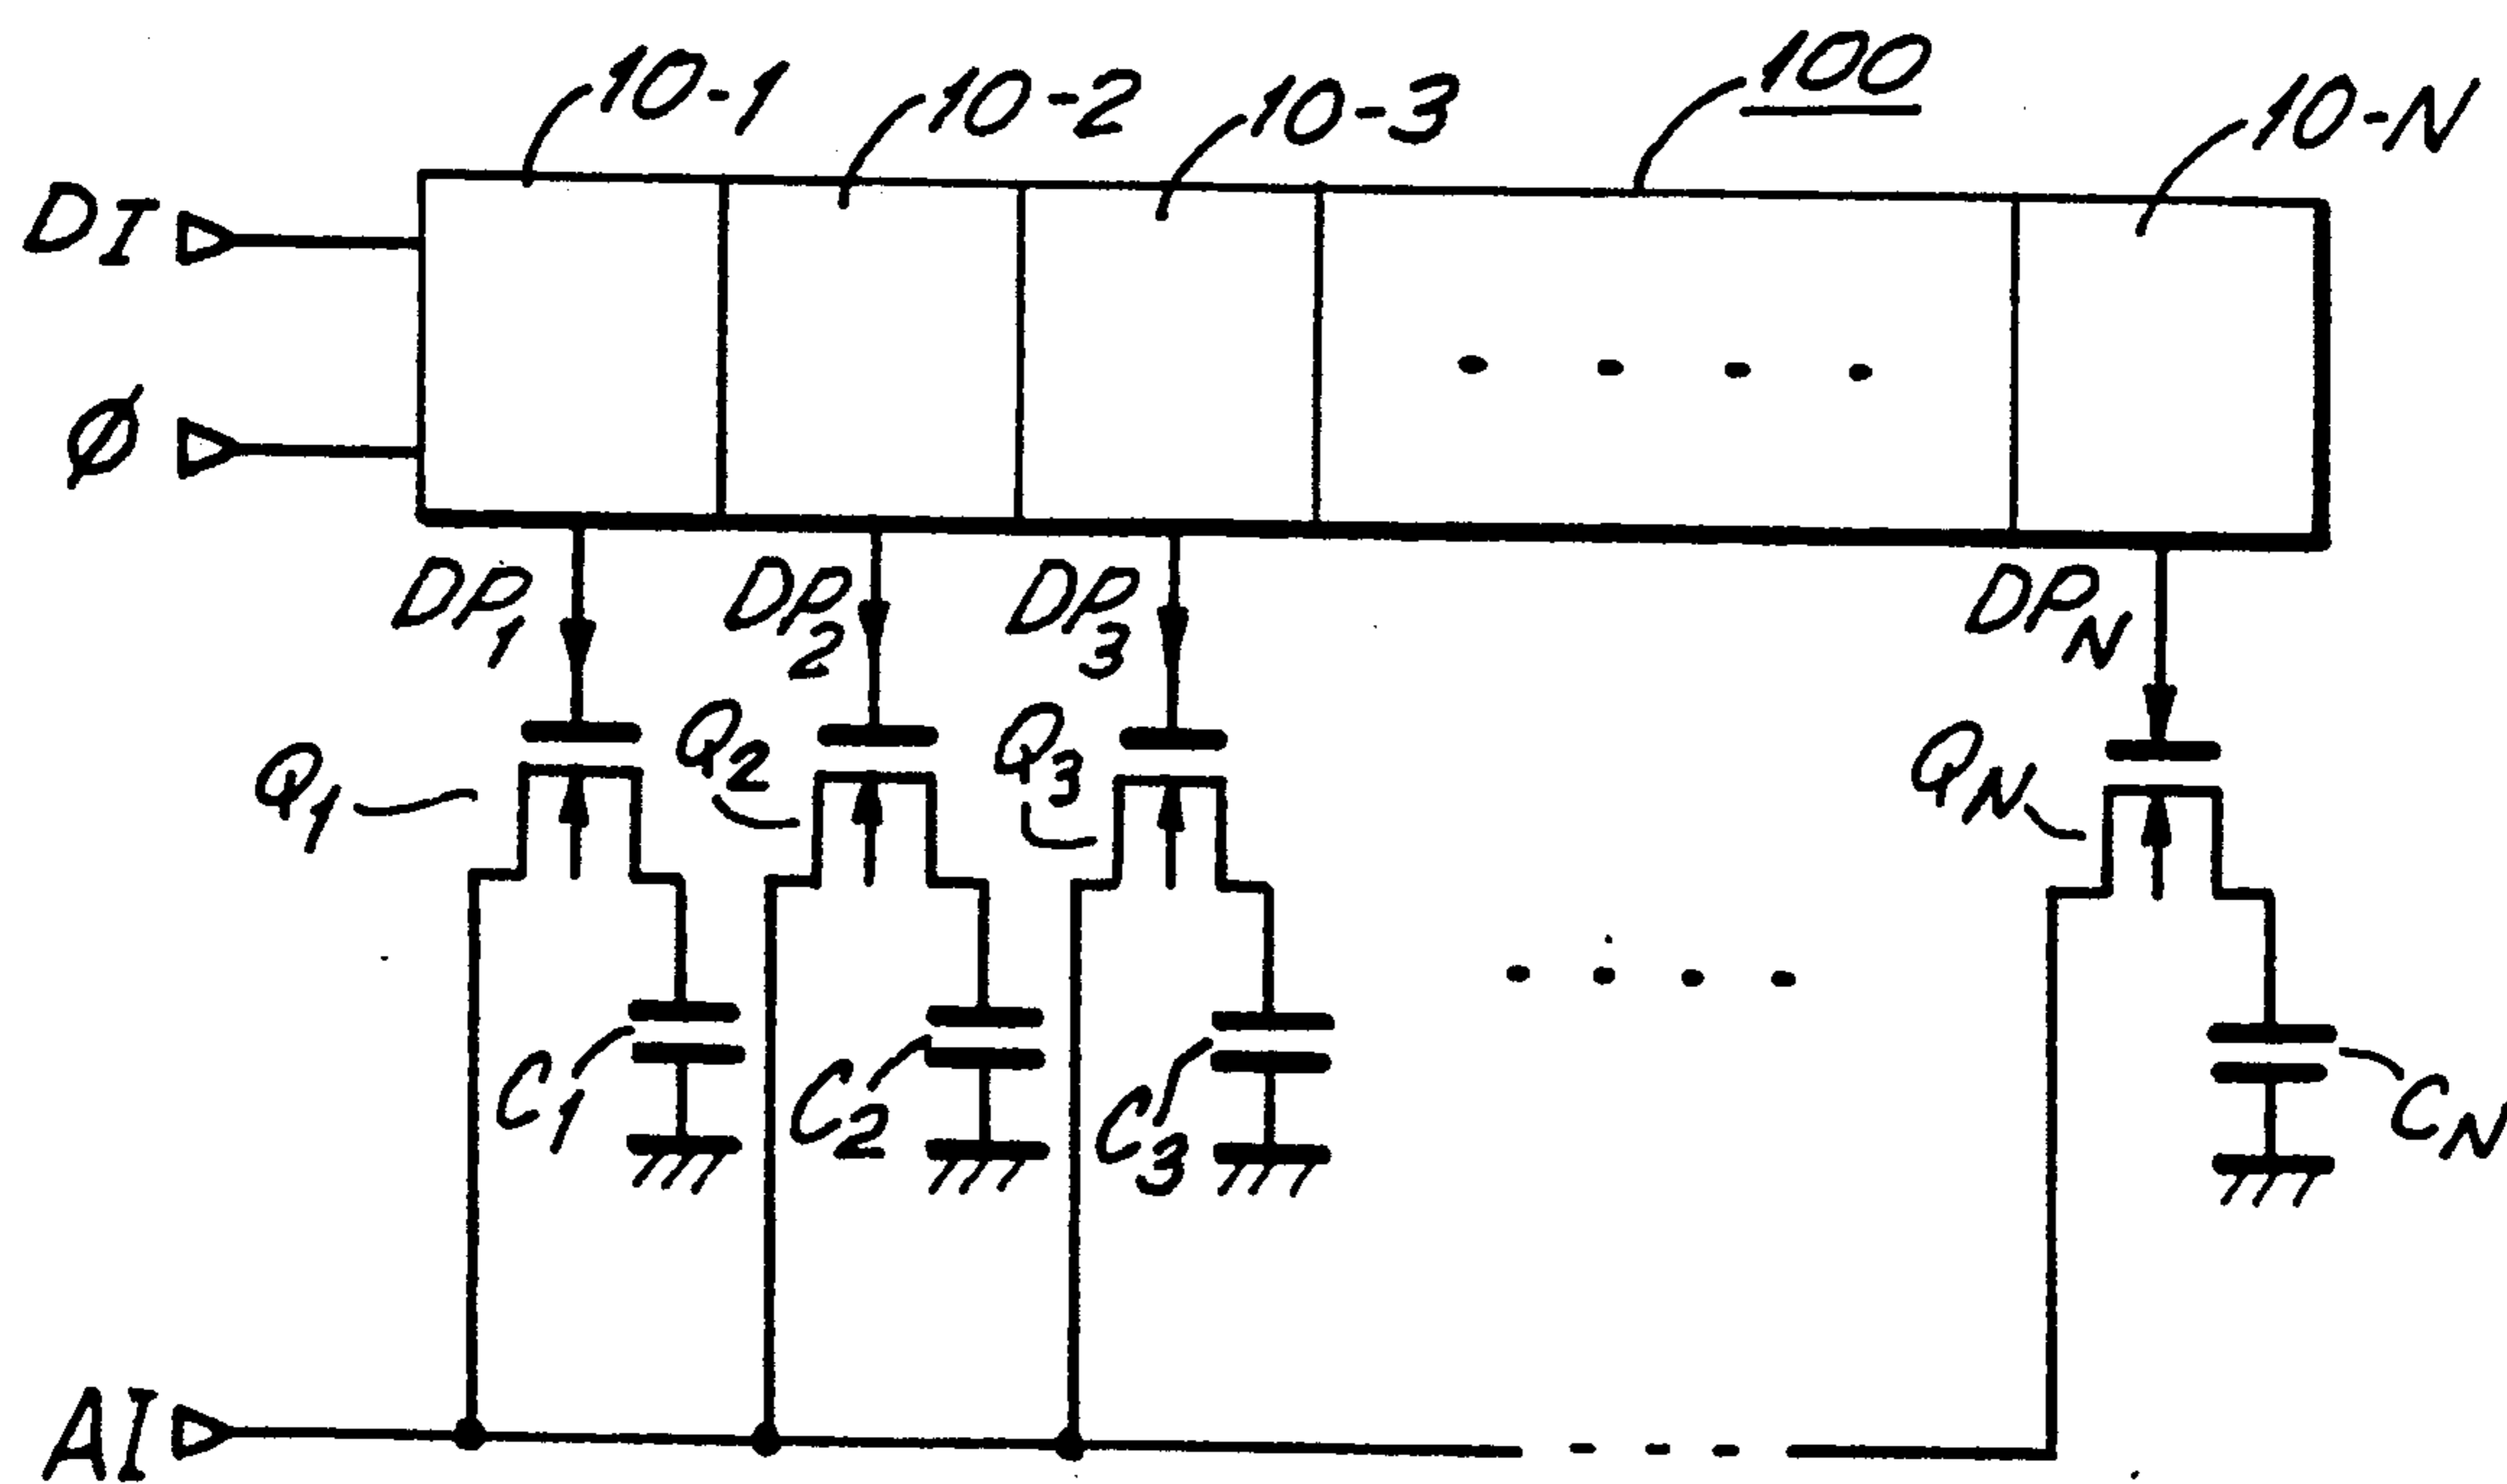 10-1 10-2 10-3 100 10-N
DI
Ø
DP1 DP2 DP3 DPN
Q1 Q2 Q3 QN
C1 C2 C3 CN
AI